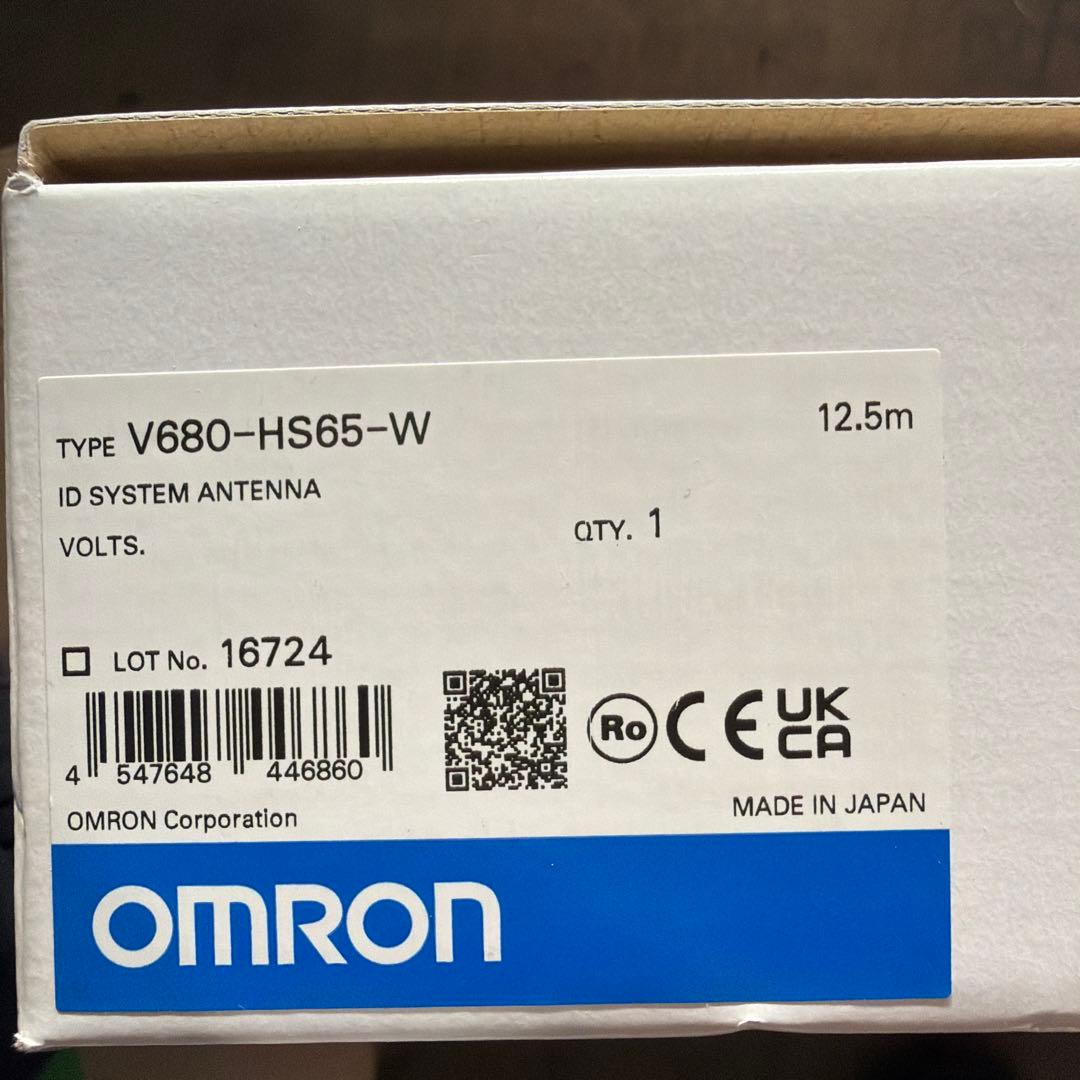 TYPE V680-HS65-W 12.5m
ID SYSTEM ANTENNA
VOLTS. QTY. 1
LOT No. 16724
4 547648 446860
Ro CE UK CA
OMRON Corporation MADE IN JAPAN
OMRON